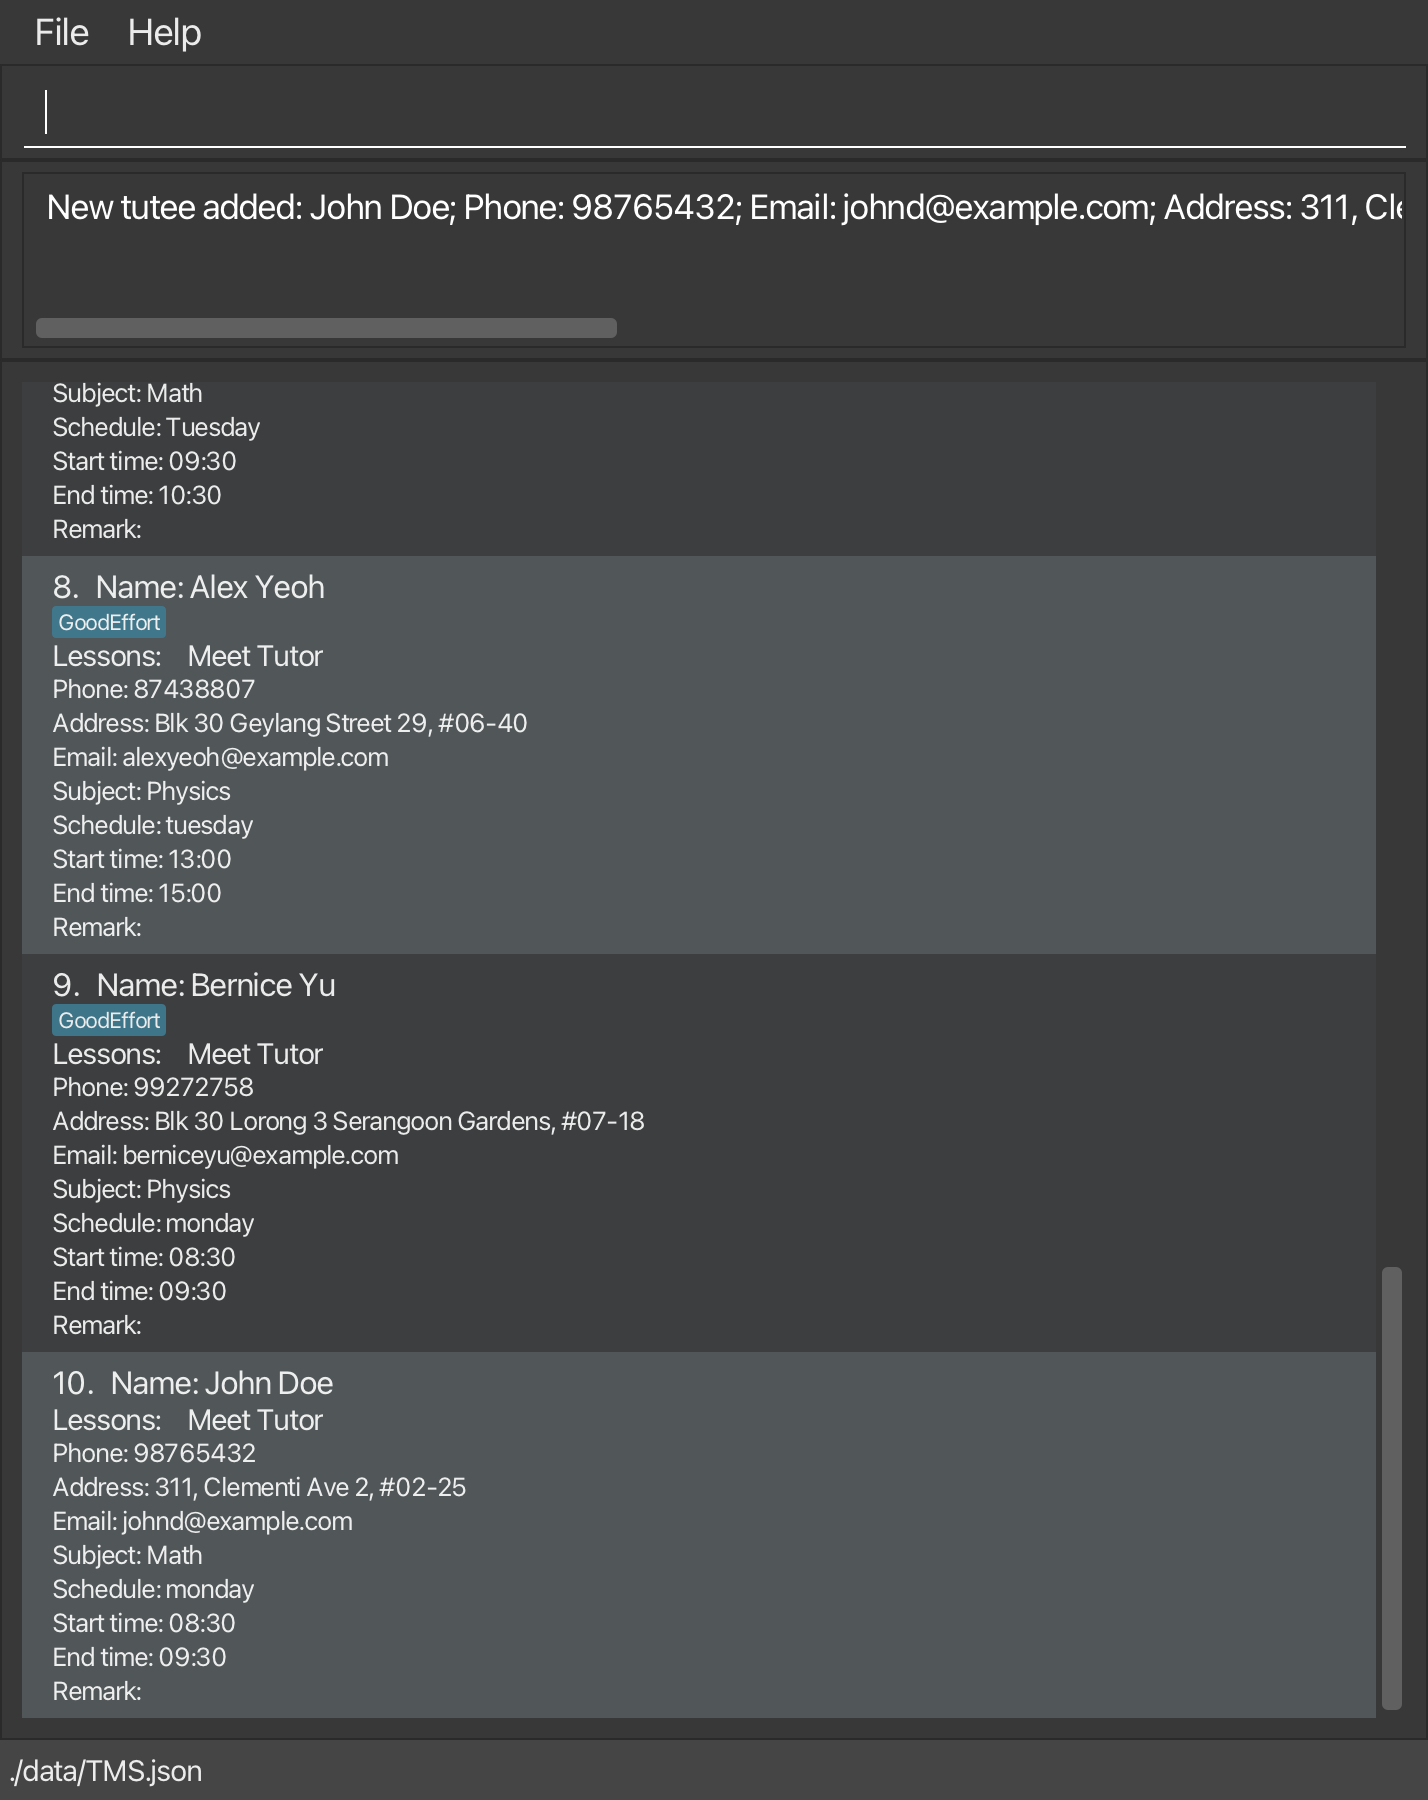 File Help
New tutee added: John Doe; Phone: 98765432; Email: johnd@example.com; Address: 311, Cle
Subject: Math
Schedule: Tuesday
Start time: 09:30
End time: 10:30
Remark:
8. Name: Alex Yeoh
GoodEffort
Lessons: Meet Tutor
Phone: 87438807
Address: Blk 30 Geylang Street 29, #06-40
Email: alexyeoh@example.com
Subject: Physics
Schedule: tuesday
Start time: 13:00
End time: 15:00
Remark:
9. Name: Bernice Yu
GoodEffort
Lessons: Meet Tutor
Phone: 99272758
Address: Blk 30 Lorong 3 Serangoon Gardens, #07-18
Email: berniceyu@example.com
Subject: Physics
Schedule: monday
Start time: 08:30
End time: 09:30
Remark:
10. Name: John Doe
Lessons: Meet Tutor
Phone: 98765432
Address: 311, Clementi Ave 2, #02-25
Email: johnd@example.com
Subject: Math
Schedule: monday
Start time: 08:30
End time: 09:30
Remark:
./data/TMS.json